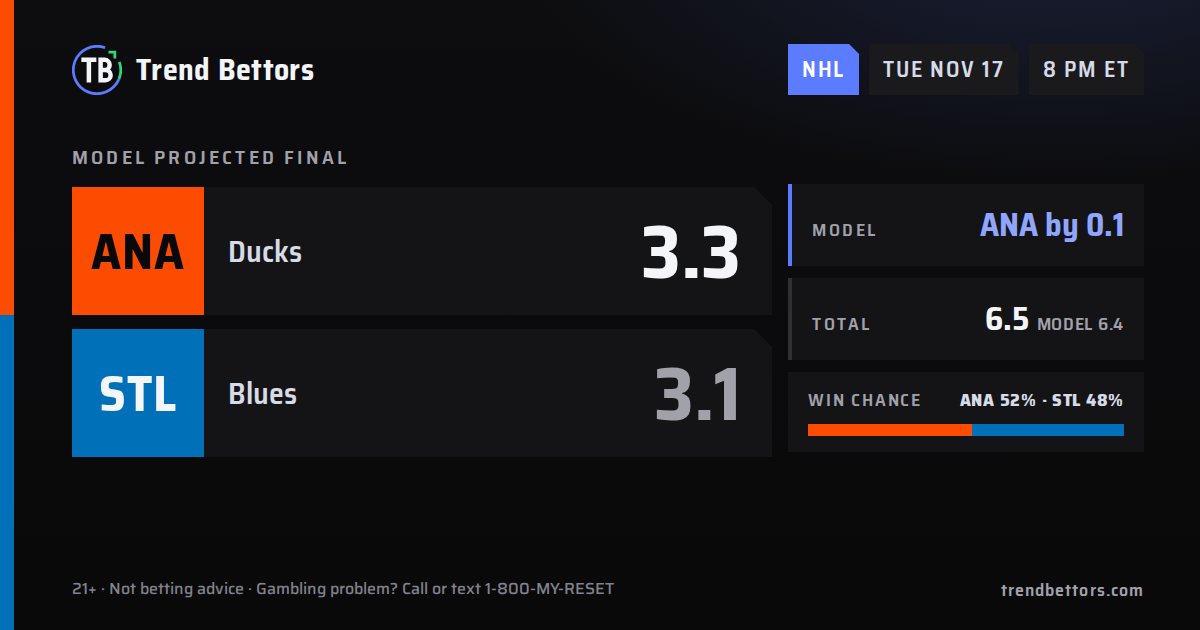 TB Trend Bettors
NHL TUE NOV 17 8 PM ET
MODEL PROJECTED FINAL
ANA Ducks 3.3
STL Blues 3.1
MODEL ANA by 0.1
TOTAL 6.5 MODEL 6.4
WIN CHANCE ANA 52% · STL 48%
21+ · Not betting advice · Gambling problem? Call or text 1-800-MY-RESET
trendbettors.com